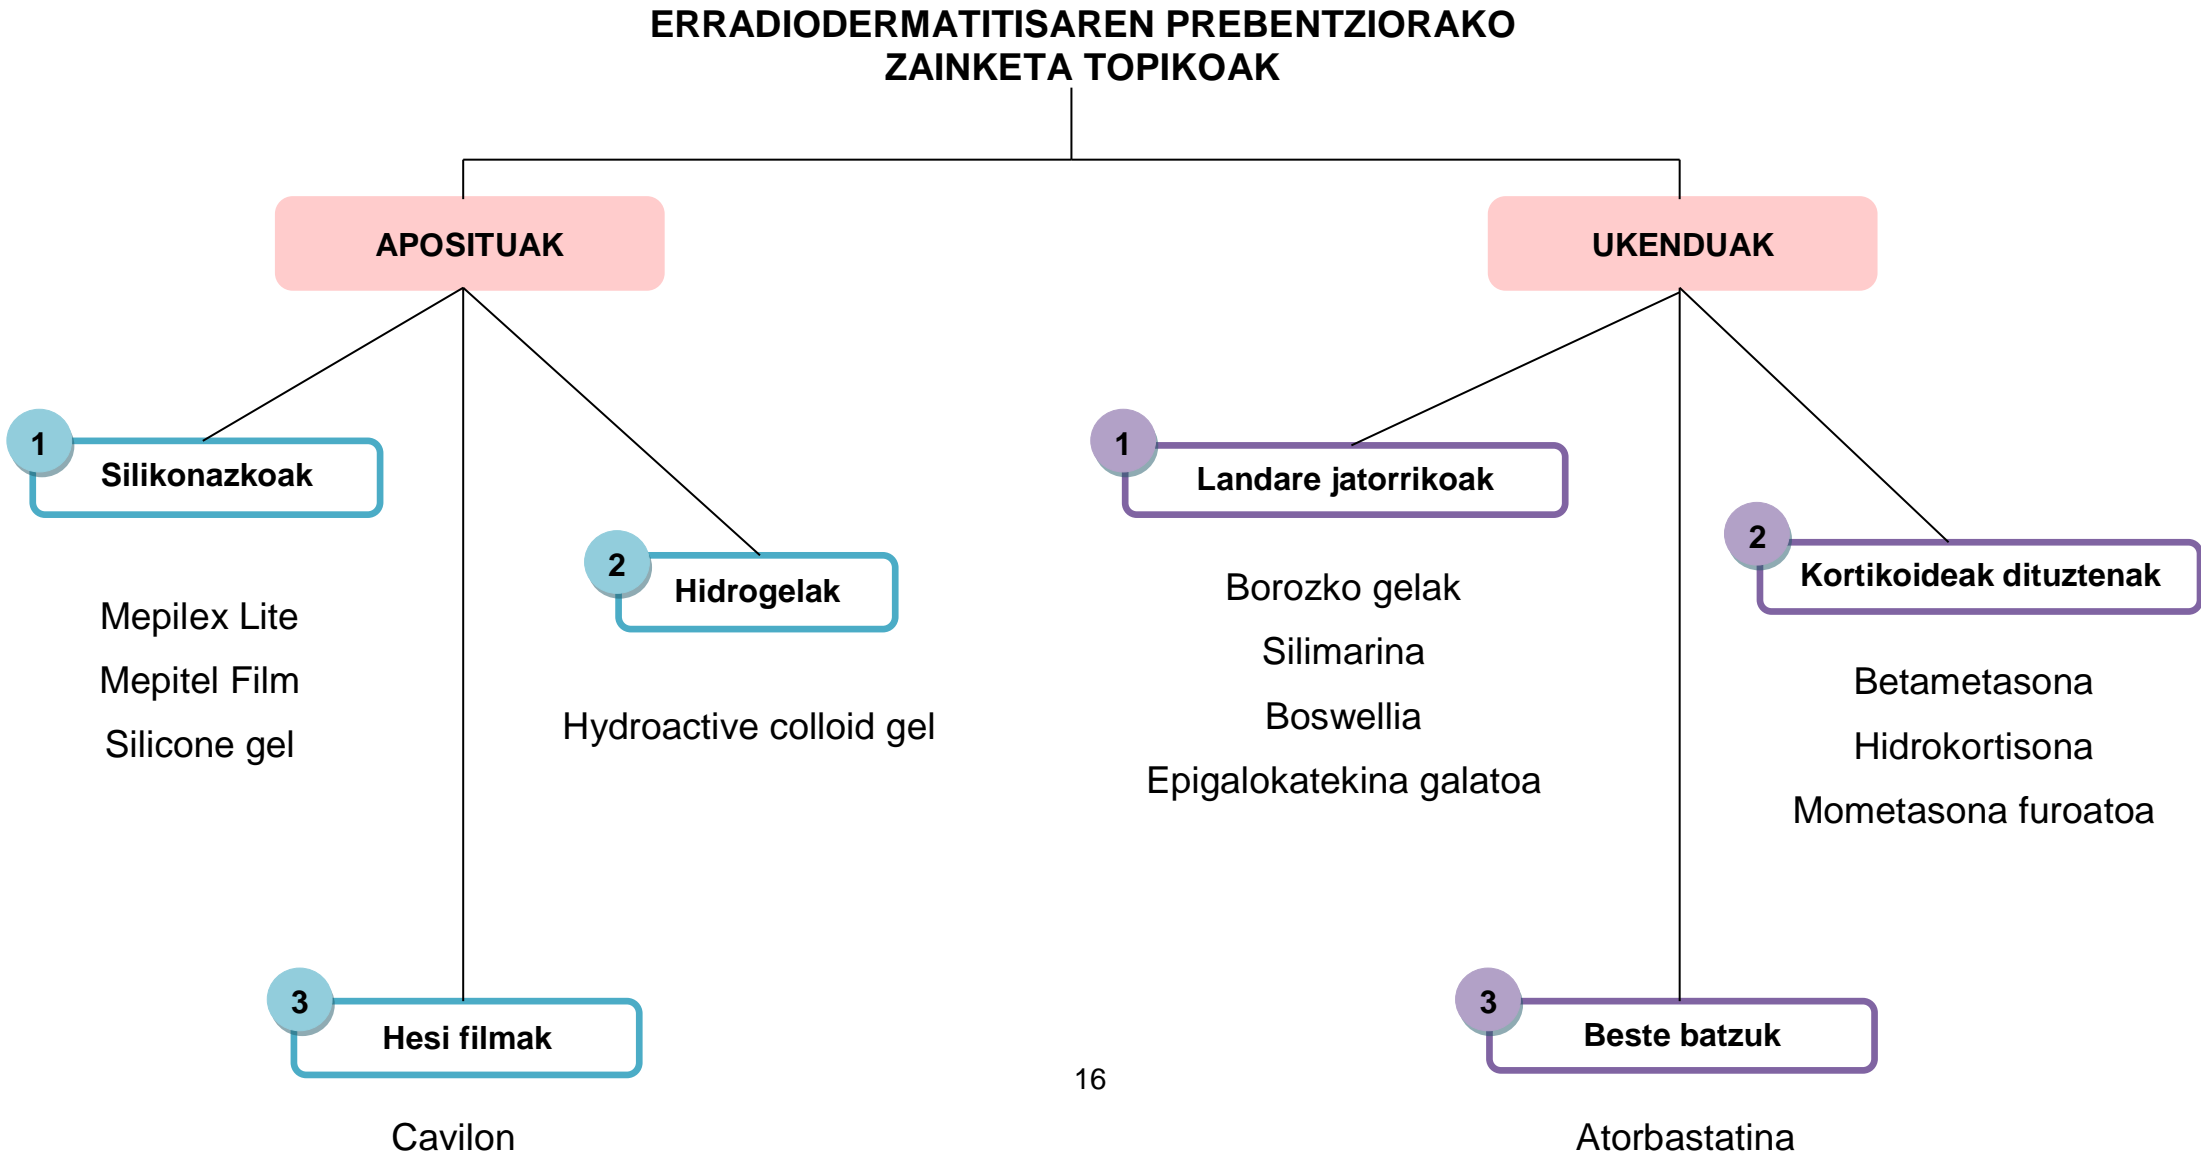 ERRADIODERMATITISAREN PREBENTZIORAKO
ZAINKETA TOPIKOAK
APOSITUAK
1
Silikonazkoak
Mepilex Lite
Mepitel Film
Silicone gel
2
Hidrogelak
Hydroactive colloid gel
3
Hesi filmak
Cavilon
UKENDUAK
1
Landare jatorrikoak
Borozko gelak
Silimarina
Boswellia
Epigalokatekina galatoa
2
Kortikoideak dituztenak
Betametasona
Hidrokortisona
Mometasona furoatoa
3
Beste batzuk
Atorbastatina
16